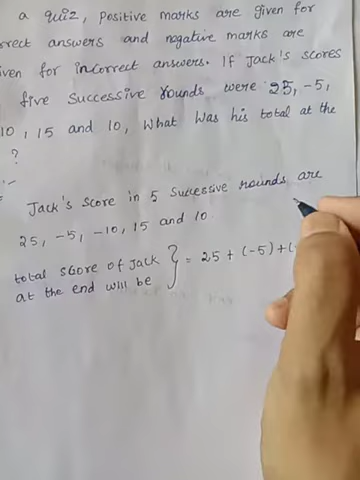 a quiz, positive marks are given for
rrect answers and nagative marks are
iven for incorrect answers. If Jack's scores
five successive rounds were 25, -5,
10, 15 and 10, What Was his total at the
?
Jack's Score in 5 Successive rounds are
25, -5, -10, 15 and 10
total score of Jack
at the end will be } = 25 + (-5) + (